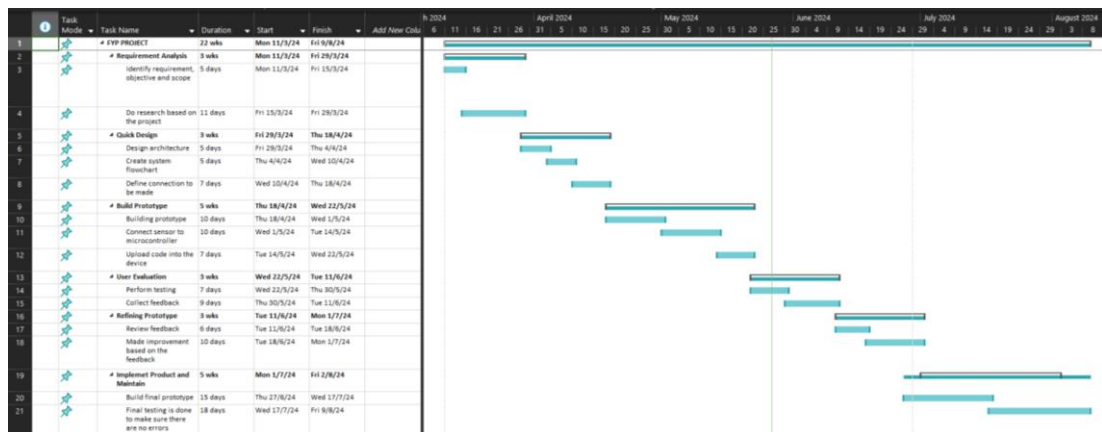 Task
Mode Task Name Duration Start Finish Add New Colu
h 2024 April 2024 May 2024 June 2024 July 2024 August 2024
6 11 16 21 26 31 5 10 15 20 25 30 5 10 15 20 25 30 4 9 14 19 24 29 4 9 14 19 24 29 3 8
1 FYP PROJECT 22 wks Mon 11/3/24 Fri 9/8/24
2 Requirement Analysis 3 wks Mon 11/3/24 Fri 29/3/24
3 Identify requirement, 5 days Mon 11/3/24 Fri 15/3/24
objective and scope
4 Do research based on 11 days Fri 15/3/24 Fri 29/3/24
the project
5 Quick Design 3 wks Fri 29/3/24 Thu 18/4/24
6 Design architecture 5 days Fri 29/3/24 Thu 4/4/24
7 Create system 5 days Thu 4/4/24 Wed 10/4/24
flowchart
8 Define connection to 7 days Wed 10/4/24 Thu 18/4/24
be made
9 Build Prototype 5 wks Thu 18/4/24 Wed 22/5/24
10 Building prototype 10 days Thu 18/4/24 Wed 1/5/24
11 Connect sensor to 10 days Wed 1/5/24 Tue 14/5/24
microcontroller
12 Upload code into the 7 days Tue 14/5/24 Wed 22/5/24
device
13 User Evaluation 3 wks Wed 22/5/24 Tue 11/6/24
14 Perform testing 7 days Wed 22/5/24 Thu 30/5/24
15 Collect feedback 9 days Thu 30/5/24 Tue 11/6/24
16 Refining Prototype 3 wks Tue 11/6/24 Mon 1/7/24
17 Review feedback 6 days Tue 11/6/24 Tue 18/6/24
18 Made improvement 10 days Tue 18/6/24 Mon 1/7/24
based on the
feedback
19 Implemet Product and 5 wks Mon 1/7/24 Fri 2/8/24
Maintain
20 Build final prototype 15 days Thu 27/6/24 Wed 17/7/24
21 Final testing is done 18 days Wed 17/7/24 Fri 9/8/24
to make sure there
are no errors